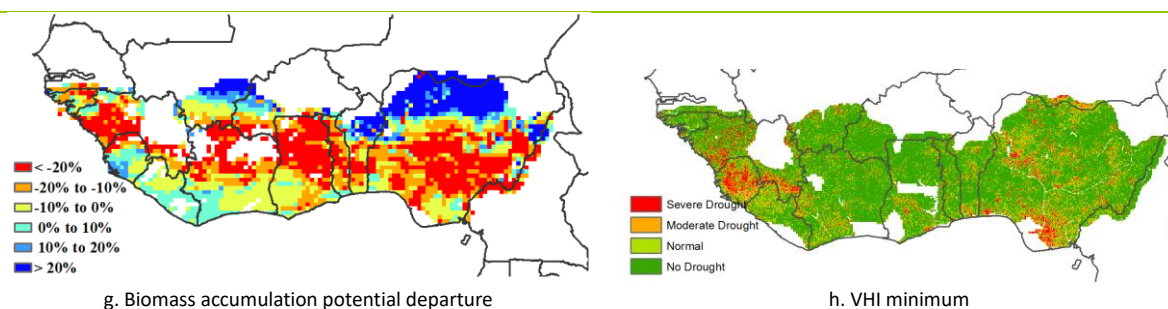 < -20%
-20% to -10%
-10% to 0%
0% to 10%
10% to 20%
> 20%
Severe Drought
Moderate Drought
Normal
No Drought
g. Biomass accumulation potential departure
h. VHI minimum